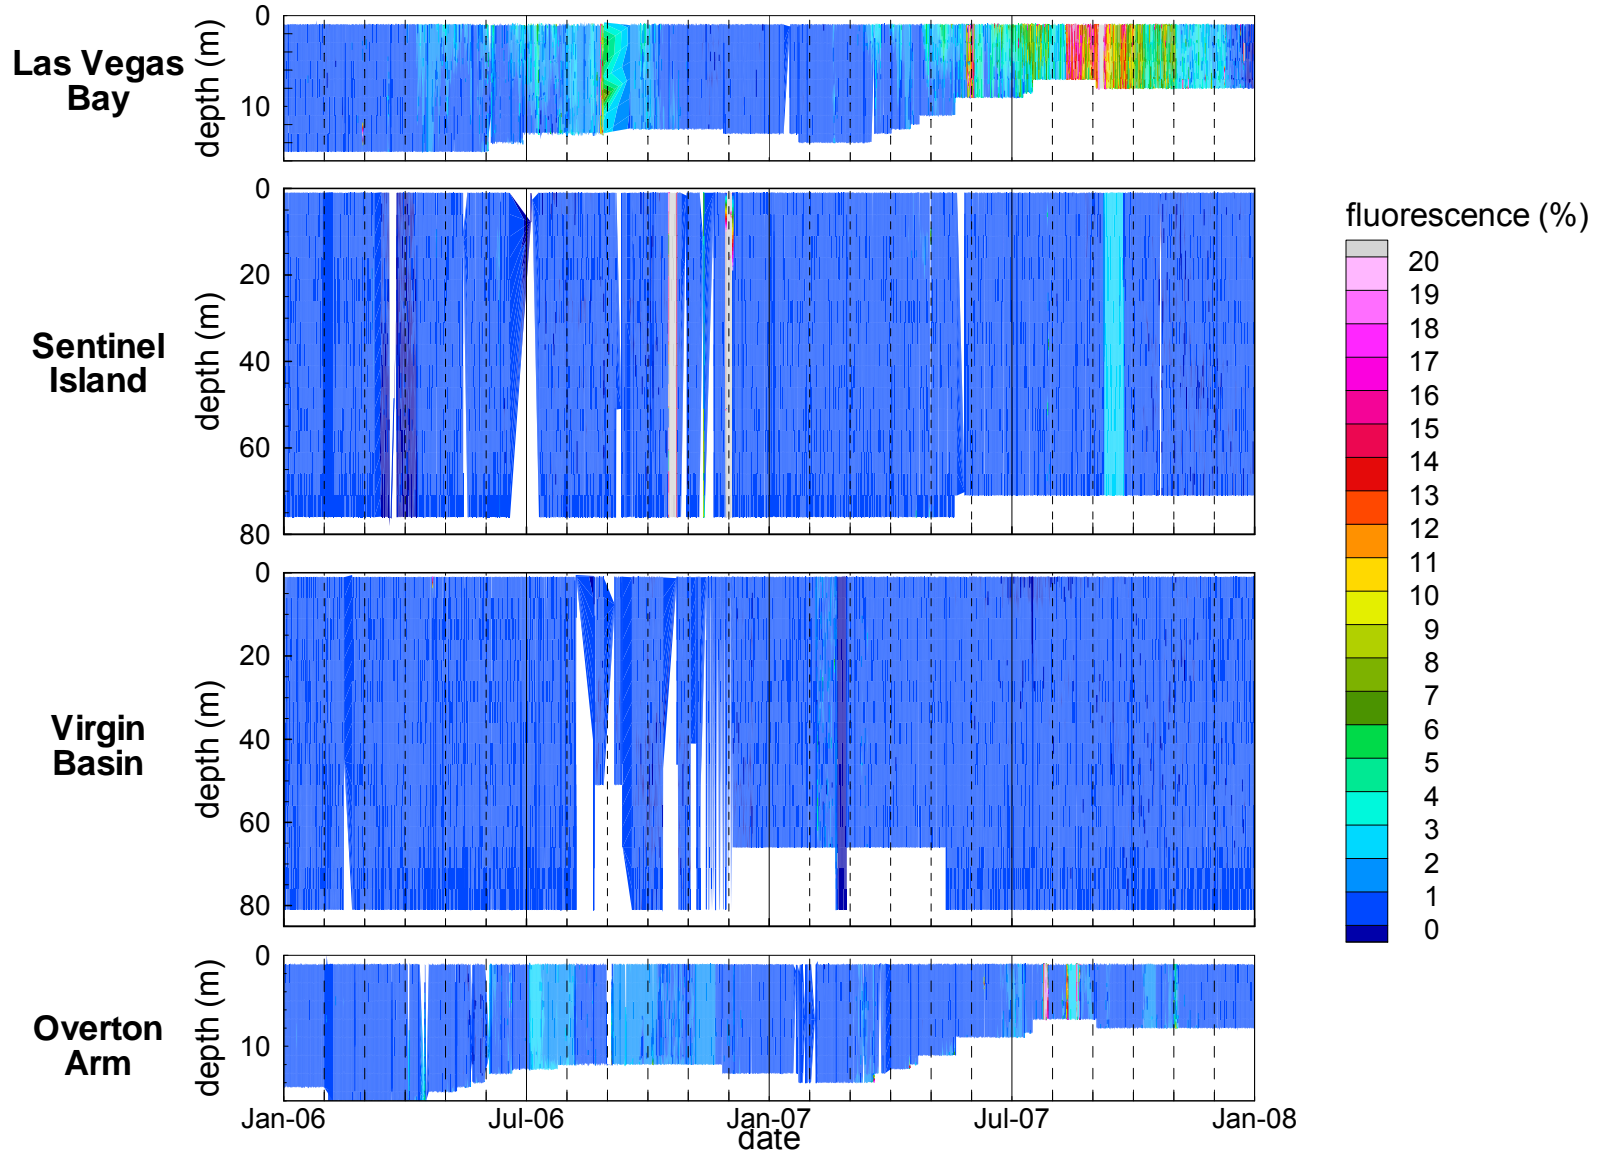 Las Vegas
Bay
depth (m)
0
10
Sentinel
Island
depth (m)
0
20
40
60
80
Virgin
Basin
depth (m)
0
20
40
60
80
Overton
Arm
depth (m)
0
10
Jan-06
Jul-06
Jan-07
Jul-07
Jan-08
date
fluorescence (%)
20
19
18
17
16
15
14
13
12
11
10
9
8
7
6
5
4
3
2
1
0